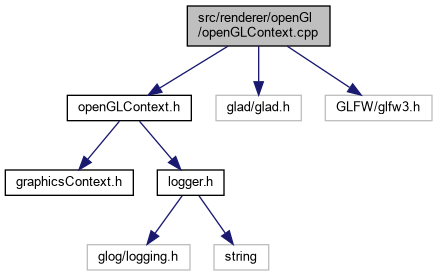 src/renderer/openGl
/openGLContext.cpp
openGLContext.h
glad/glad.h
GLFW/glfw3.h
graphicsContext.h
logger.h
glog/logging.h
string